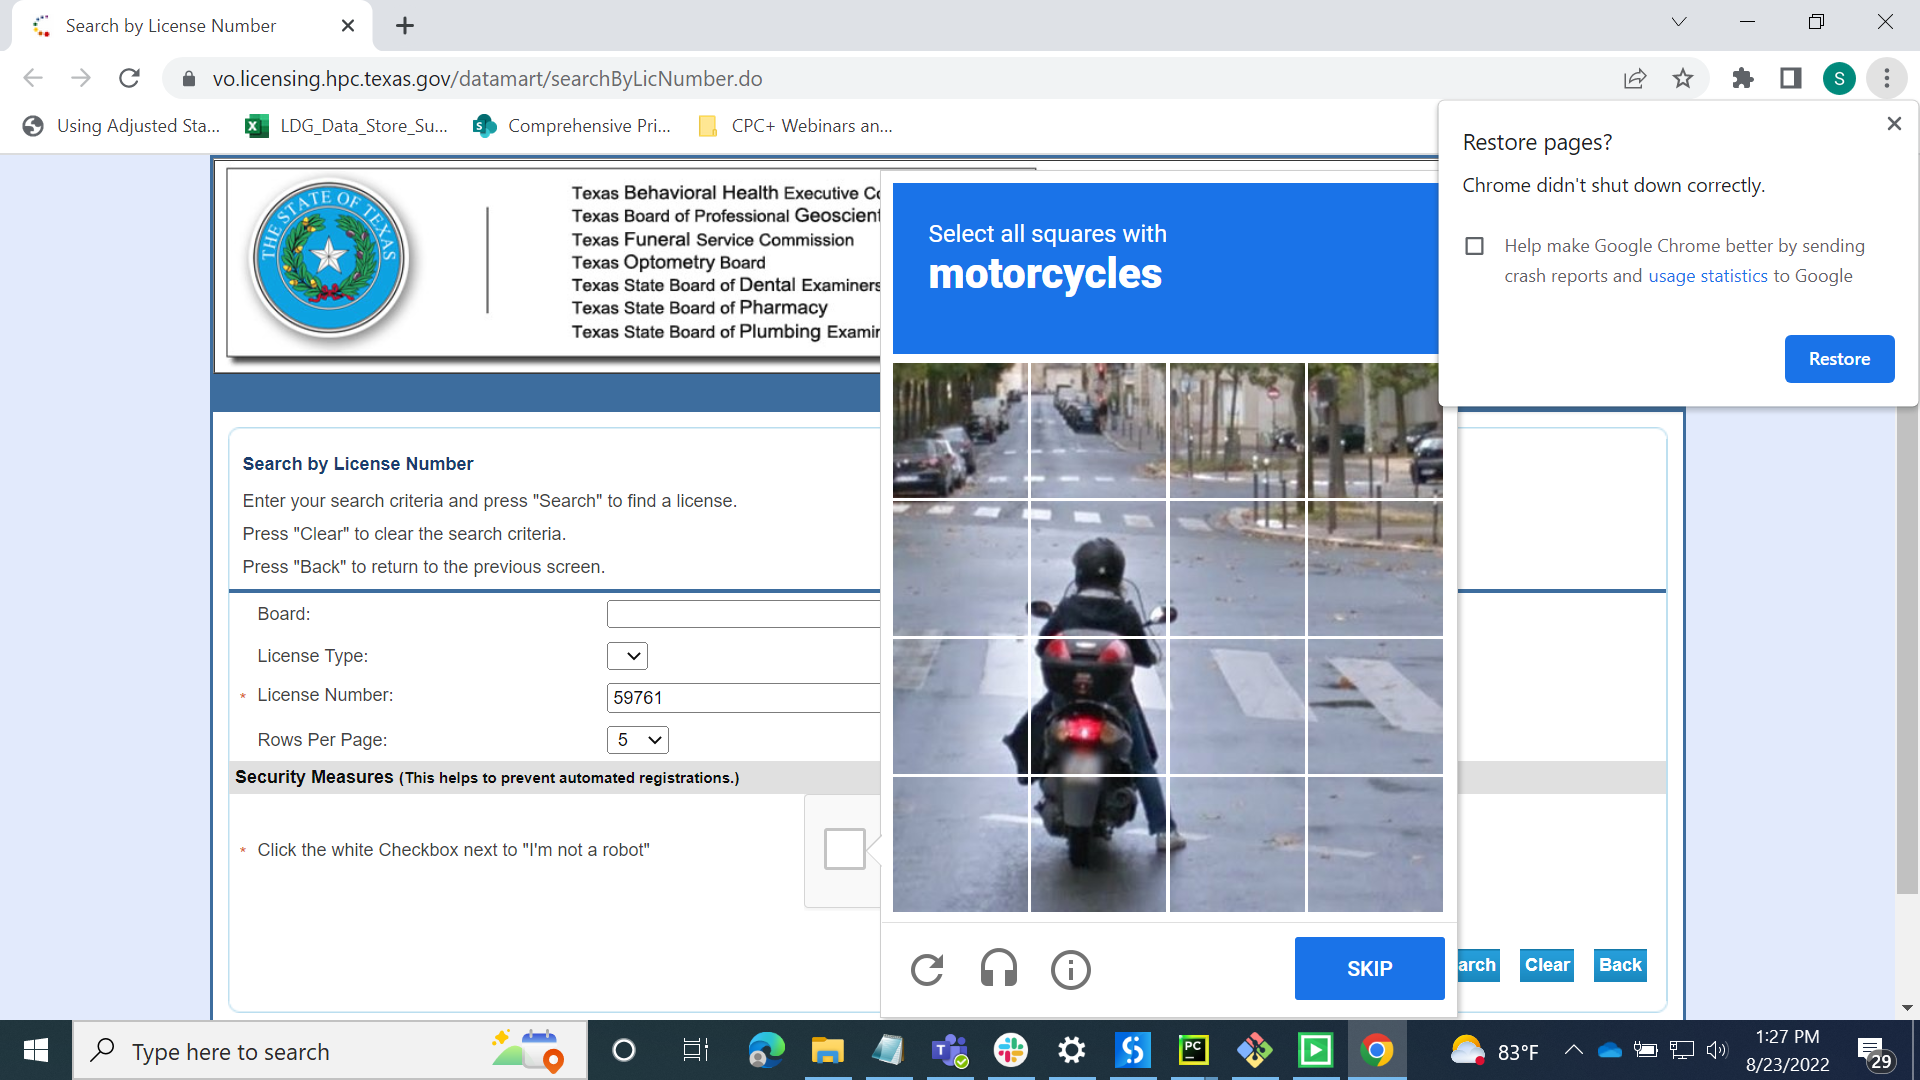 Search by License Number
vo.licensing.hpc.texas.gov/datamart/searchByLicNumber.do
S
Using Adjusted Sta...
LDG_Data_Store_Su...
Comprehensive Pri...
CPC+ Webinars an...
Restore pages?
Chrome didn't shut down correctly.
Help make Google Chrome better by sending
crash reports and usage statistics to Google
Restore
THE STATE OF TEXAS
Texas Behavioral Health Executive Co
Texas Board of Professional Geoscient
Texas Funeral Service Commission
Texas Optometry Board
Texas State Board of Dental Examiners
Texas State Board of Pharmacy
Texas State Board of Plumbing Examin
Select all squares with
motorcycles
Search by License Number
Enter your search criteria and press "Search" to find a license.
Press "Clear" to clear the search criteria.
Press "Back" to return to the previous screen.
Board:
License Type:
* License Number: 59761
Rows Per Page: 5
Security Measures (This helps to prevent automated registrations.)
* Click the white Checkbox next to "I'm not a robot"
SKIP
arch
Clear
Back
Type here to search
83°F
1:27 PM
8/23/2022
29